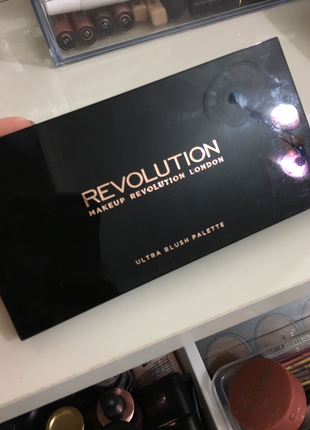 REVOLUTION
MAKEUP REVOLUTION LONDON
ULTRA BLUSH PALETTE